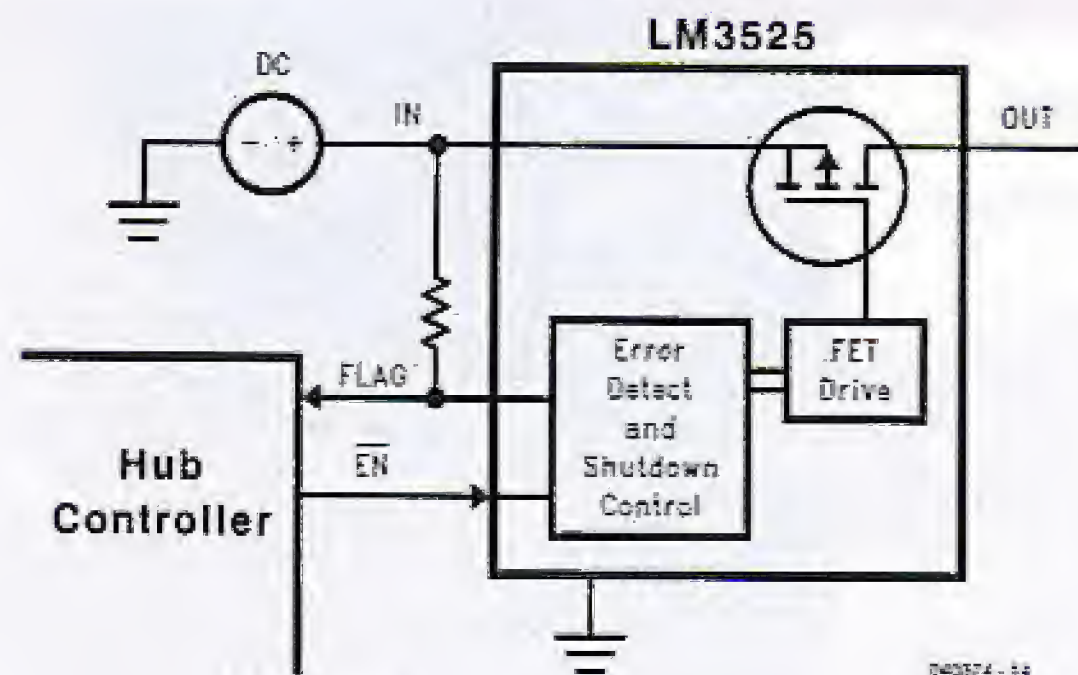 LM3525
DC
IN
- +
OUT
FLAG
EN
Hub
Controller
Error
Detect
and
Shutdown
Control
FET
Drive